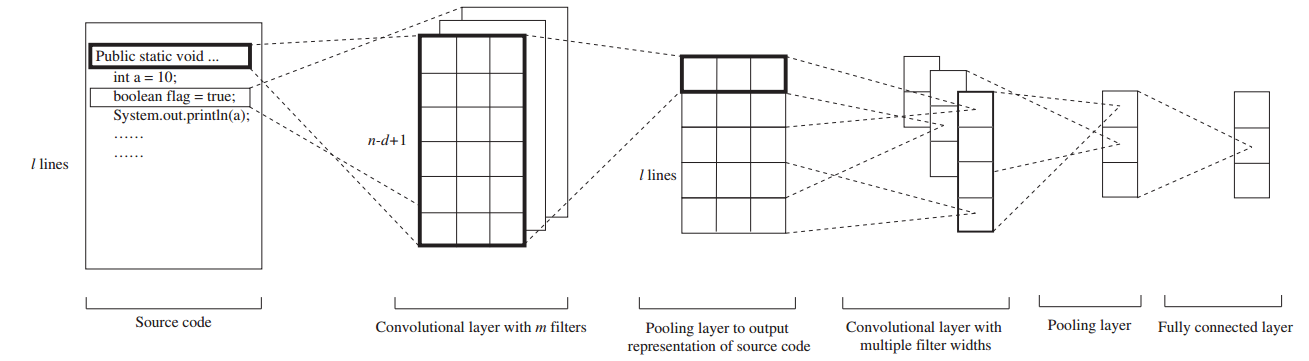 Public static void ...
int a = 10;
boolean flag = true;
System.out.println(a);
......
......
l lines
n-d+1
l lines
Source code
Convolutional layer with m filters
Pooling layer to output
representation of source code
Convolutional layer with
multiple filter widths
Pooling layer
Fully connected layer